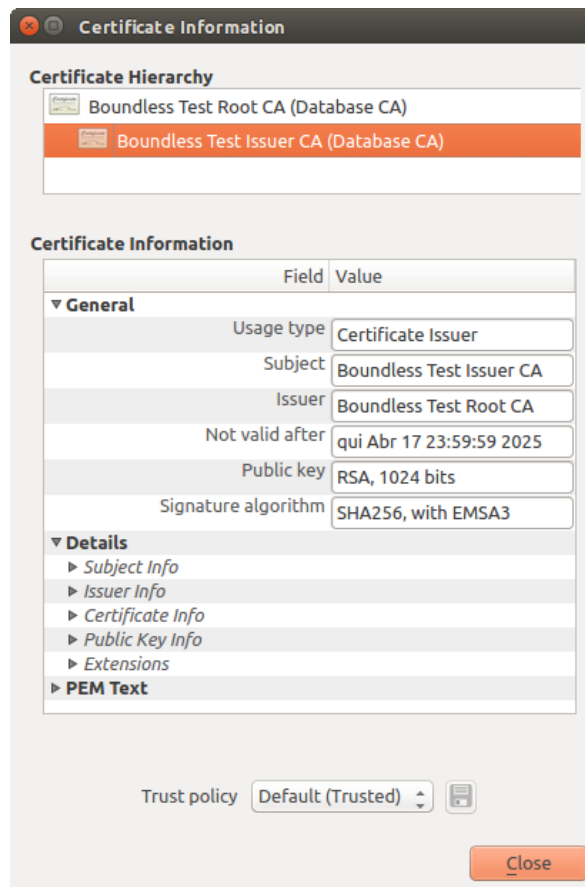 Certificate Information
Certificate Hierarchy
Boundless Test Root CA (Database CA)
Boundless Test Issuer CA (Database CA)
Certificate Information
Field Value
General
Usage type Certificate Issuer
Subject Boundless Test Issuer CA
Issuer Boundless Test Root CA
Not valid after qui Abr 17 23:59:59 2025
Public key RSA, 1024 bits
Signature algorithm SHA256, with EMSA3
Details
Subject Info
Issuer Info
Certificate Info
Public Key Info
Extensions
PEM Text
Trust policy Default (Trusted)
Close